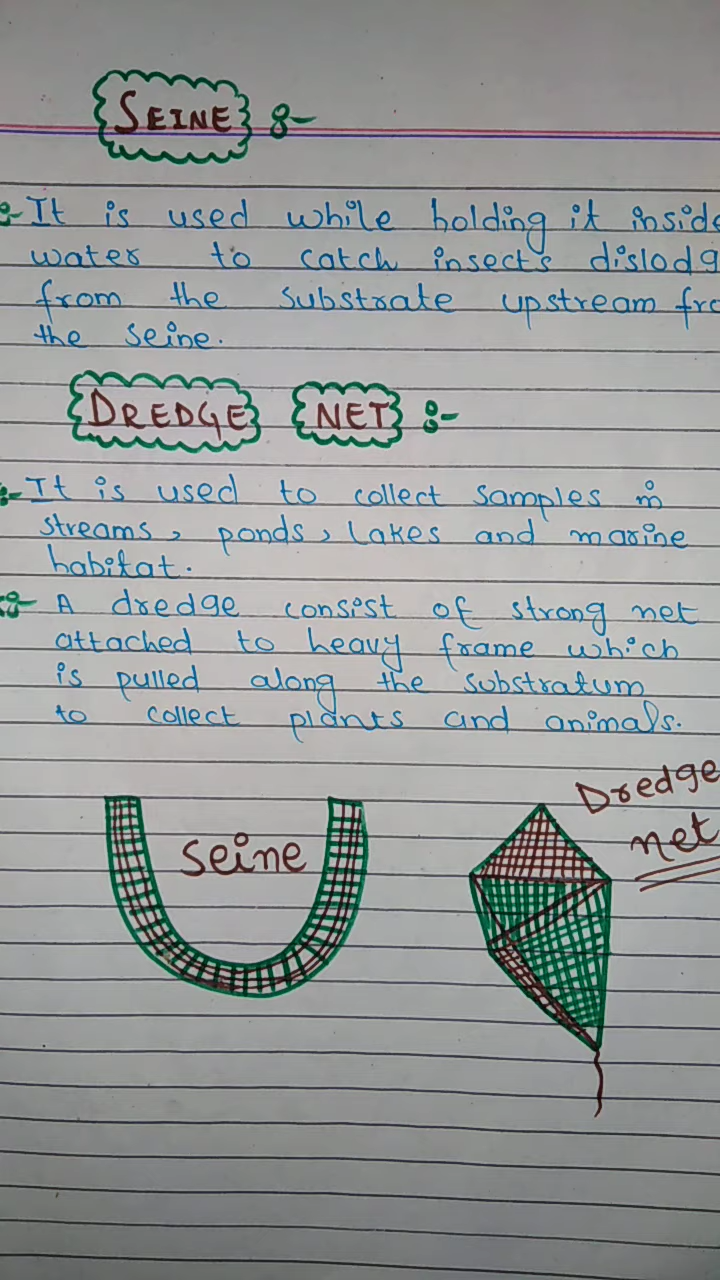 SEINE :-
:- It is used while holding it inside
water to catch insects dislodg
from the substrate upstream fro
the seine.
DREDGE NET :-
:- It is used to collect samples in
streams, ponds, lakes and marine
habitat.
:- A dredge consist of strong net
attached to heavy frame which
is pulled along the substratum
to collect plants and animals.
Dredge
net
seine